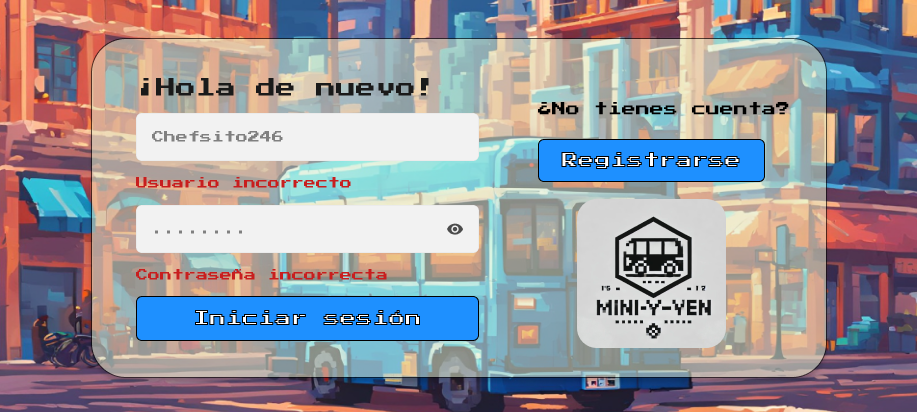 ¡Hola de nuevo!
Chefsito246
Usuario incorrecto
........
Contraseña incorrecta
Iniciar sesión
¿No tienes cuenta?
Registrarse
MINI-Y-YEN